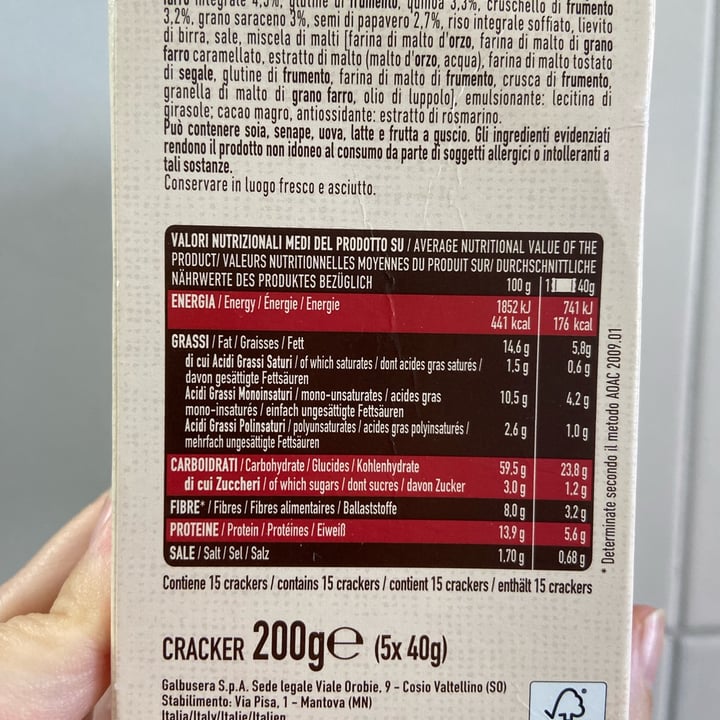 farro integrale 4,5%, glutine di frumento, quinoa 3,3%, cruschello di frumento
3,2%, grano saraceno 3%, semi di papavero 2,7%, riso integrale soffiato, lievito
di birra, sale, miscela di malti [farina di malto d'orzo, farina di malto di grano
farro caramellato, estratto di malto (malto d'orzo, acqua), farina di malto tostato
di segale, glutine di frumento, farina di malto di frumento, crusca di frumento,
granella di malto di grano farro, olio di luppolo], emulsionante: lecitina di
girasole; cacao magro, antiossidante: estratto di rosmarino.
Può contenere soia, senape, uova, latte e frutta a guscio. Gli ingredienti evidenziati
rendono il prodotto non idoneo al consumo da parte di soggetti allergici o intolleranti a
tali sostanze.
Conservare in luogo fresco e asciutto.
VALORI NUTRIZIONALI MEDI DEL PRODOTTO SU / AVERAGE NUTRITIONAL VALUE OF THE
PRODUCT/ VALEURS NUTRITIONNELLES MOYENNES DU PRODUIT SUR/ DURCHSCHNITTLICHE
NÄHRWERTE DES PRODUKTES BEZÜGLICH 100 g 1 40g
ENERGIA / Energy / Énergie / Energie 1852 kJ 741 kJ
441 kcal 176 kcal
GRASSI / Fat / Graisses / Fett 14,6 g 5,8g
di cui Acidi Grassi Saturi / of which saturates / dont acides gras saturés / 1,5 g 0,6 g
davon gesättigte Fettsäuren
Acidi Grassi Monoinsaturi / mono-unsaturates / acides gras 10,5 g 4,2 g
mono-insaturés / einfach ungesättigte Fettsäuren
Acidi Grassi Polinsaturi / polyunsaturates / acides gras polyinsaturés / 2,6 g 1,0 g
mehrfach ungesättigte Fettsäuren
CARBOIDRATI / Carbohydrate / Glucides / Kohlenhydrate 59,5 g 23,8 g
di cui Zuccheri / of which sugars / dont sucres / davon Zucker 3,0 g 1,2 g
FIBRE* / Fibres / Fibres alimentaires / Ballaststoffe 8,0 g 3,2 g
PROTEINE / Protein / Protéines / Eiweiß 13,9 g 5,6 g
SALE / Salt / Sel / Salz 1,70 g 0,68 g
* Determinate secondo il metodo AOAC 2009.01
Contiene 15 crackers / contains 15 crackers / contient 15 crackers / enthält 15 crackers
CRACKER 200g℮ (5x 40g)
Galbusera S.p.A. Sede legale Viale Orobie, 9 - Cosio Valtellino (SO)
Stabilimento: Via Pisa, 1 - Mantova (MN)
Italia/Italy/Italie/Italien